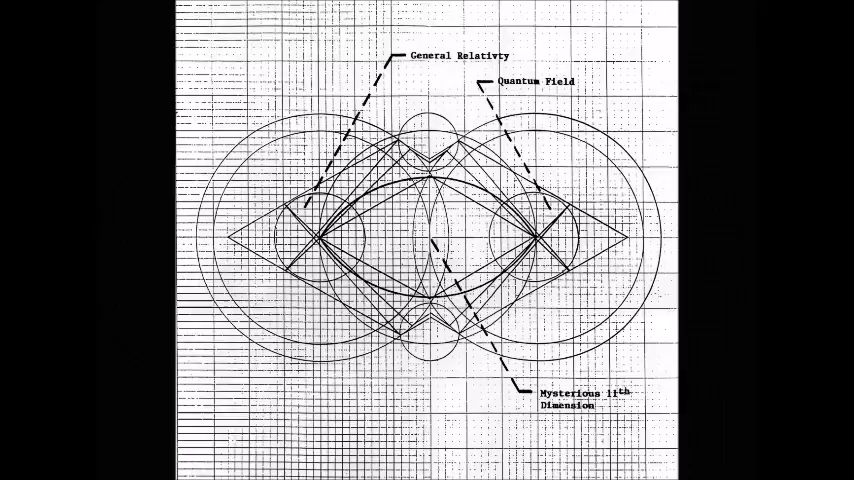 General Relativty
Quantum Field
Mysterious 11th
Dimension